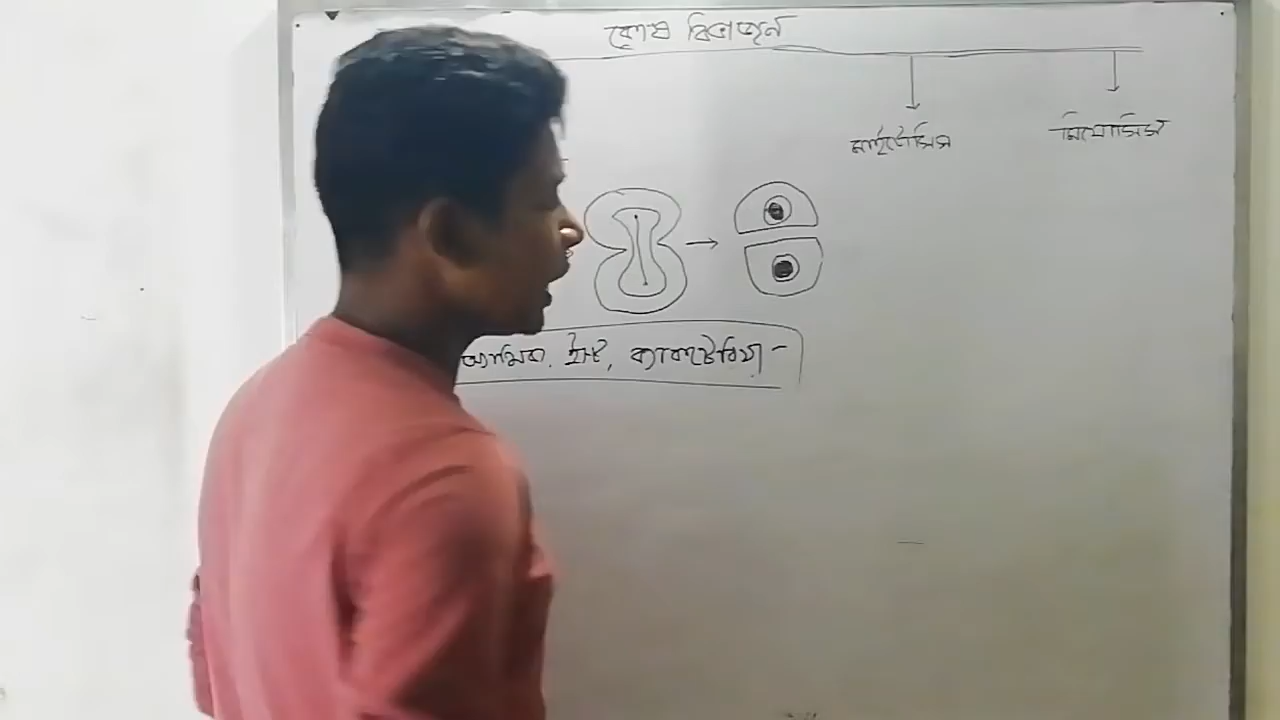 কোষ বিভাজন
মাইটোসিস
মিয়োসিস
অ্যামিবা, ইস্ট, ব্যাকটেরিয়া -